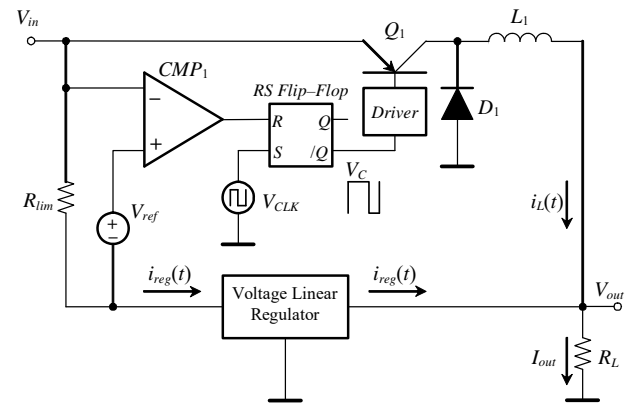 Vin
Q1
L1
CMP1
RS Flip–Flop
−
R
Q
Driver
D1
+
S
/Q
VC
Rlim
+
−
Vref
VCLK
iL(t)
ireg(t)
ireg(t)
Voltage Linear
Regulator
Vout
Iout
RL